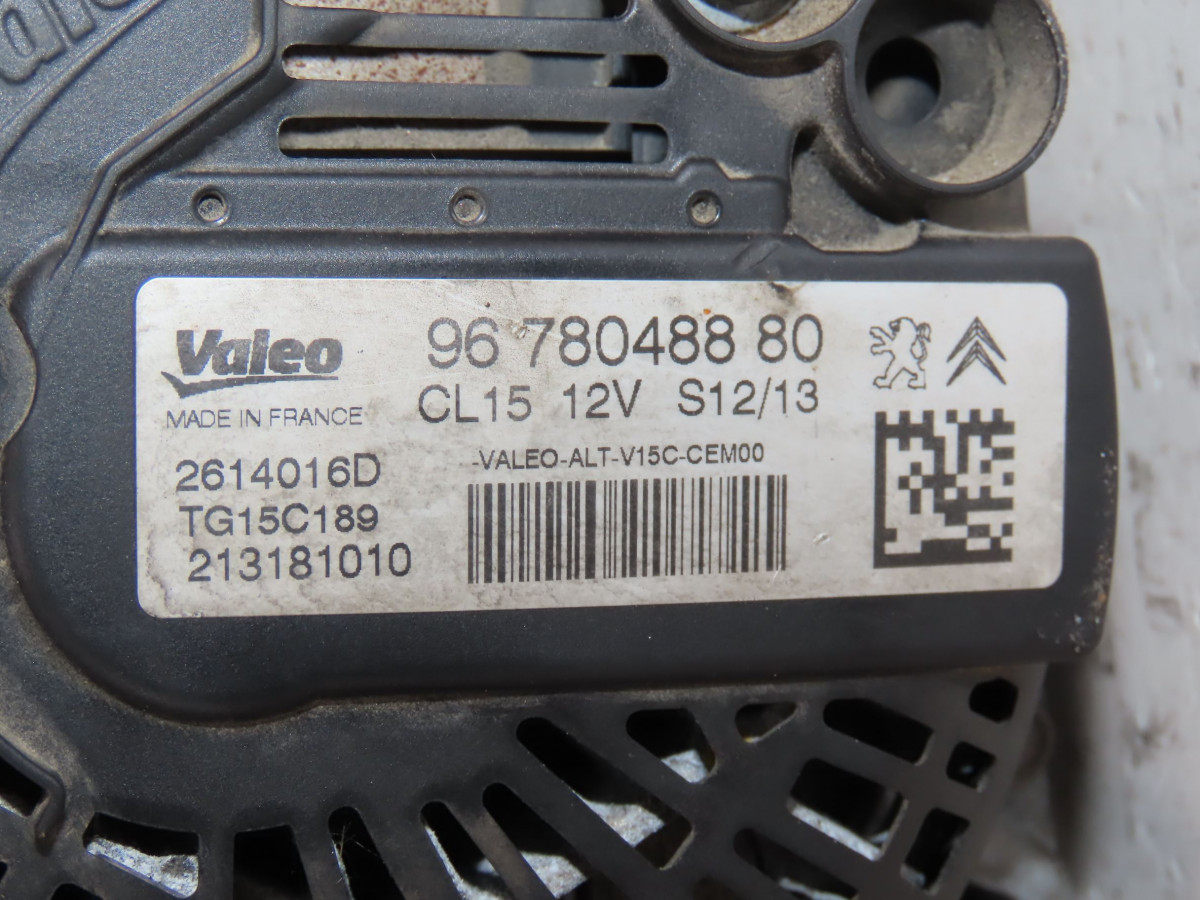 Valeo
96 780488 80
MADE IN FRANCE
CL15 12V S12/13
-VALEO-ALT-V15C-CEM00
2614016D
TG15C189
213181010